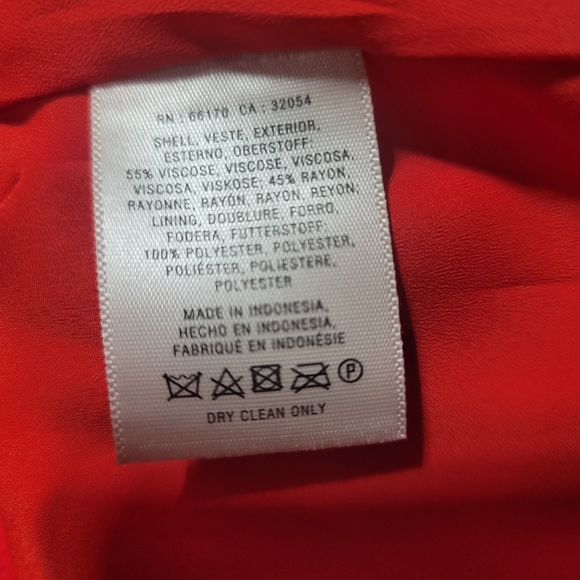 RN : 66170 CA : 32054
SHELL, VESTE, EXTERIOR,
ESTERNO, OBERSTOFF:
55% VISCOSE, VISCOSE, VISCOSA,
VISCOSA, VISKOSE; 45% RAYON,
RAYONNE, RAYON, RAYON, REYON;
LINING, DOUBLURE, FORRO,
FODERA, FUTTERSTOFF:
100% POLYESTER, POLYESTER,
POLIÉSTER, POLIESTERE,
POLYESTER
MADE IN INDONESIA,
HECHO EN INDONESIA,
FABRIQUÉ EN INDONÉSIE
P
DRY CLEAN ONLY